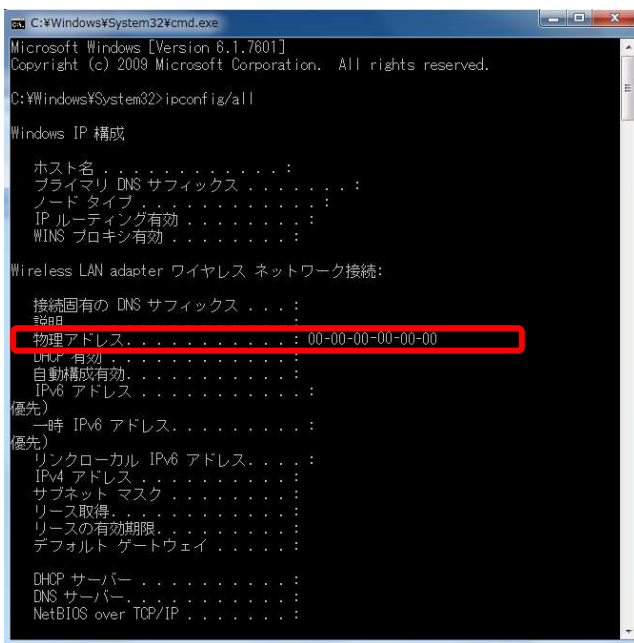 C:¥Windows¥System32¥cmd.exe
Microsoft Windows [Version 6.1.7601]
Copyright (c) 2009 Microsoft Corporation.  All rights reserved.
C:¥Windows¥System32>ipconfig/all
Windows IP 構成
ホスト名 . . . . . . . . . . . . :
プライマリ DNS サフィックス . . . . . . . :
ノード タイプ . . . . . . . . . . . . :
IP ルーティング有効 . . . . . . . . :
WINS プロキシ有効 . . . . . . . . :
Wireless LAN adapter ワイヤレス ネットワーク接続:
接続固有の DNS サフィックス . . . :
説明. . . . . . . . . . . . . . . :
物理アドレス. . . . . . . . . . . : 00-00-00-00-00-00
DHCP 有効 . . . . . . . . . . . . :
自動構成有効. . . . . . . . . . . :
IPv6 アドレス . . . . . . . . . . . :
優先)
一時 IPv6 アドレス. . . . . . . . . :
優先)
リンクローカル IPv6 アドレス. . . . :
IPv4 アドレス . . . . . . . . . . :
サブネット マスク . . . . . . . . :
リース取得. . . . . . . . . . . . :
リースの有効期限. . . . . . . . . :
デフォルト ゲートウェイ . . . . . :
DHCP サーバー . . . . . . . . . . :
DNS サーバー. . . . . . . . . . . :
NetBIOS over TCP/IP . . . . . . . :